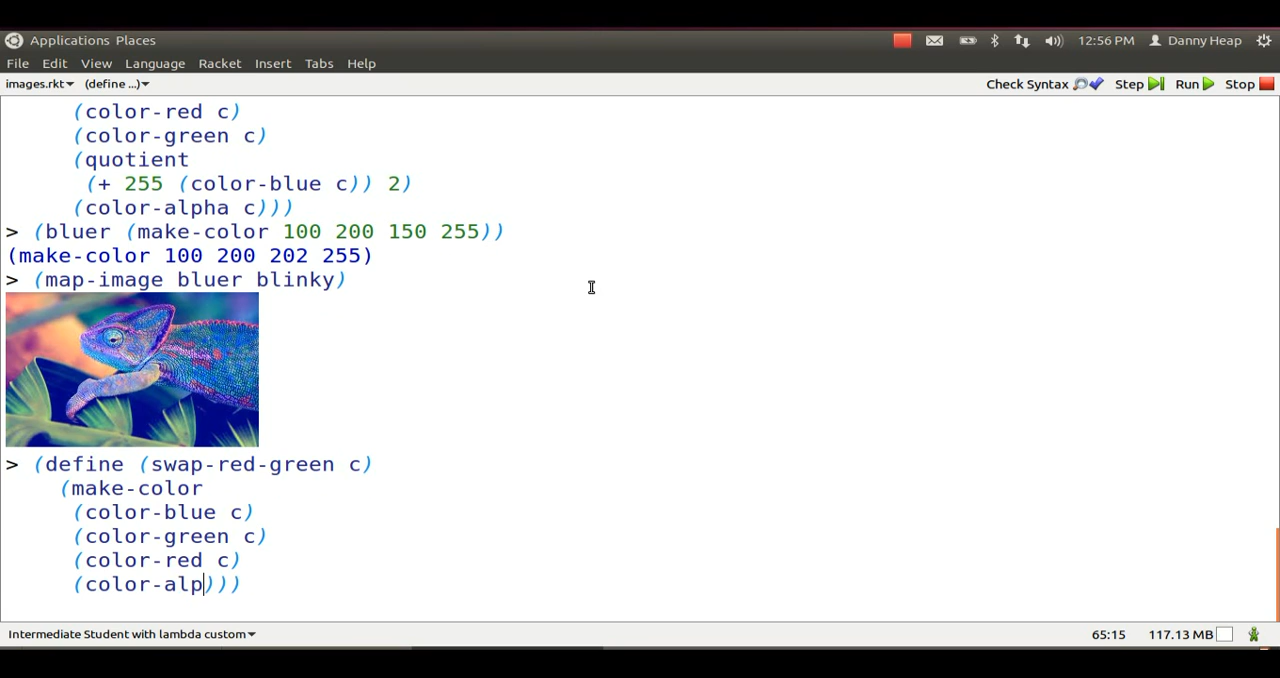 Applications Places 12:56 PM Danny Heap
File Edit View Language Racket Insert Tabs Help
images.rkt (define ...) Check Syntax Step Run Stop
(color-red c)
(color-green c)
(quotient
(+ 255 (color-blue c)) 2)
(color-alpha c)))
> (bluer (make-color 100 200 150 255))
(make-color 100 200 202 255)
> (map-image bluer blinky)
> (define (swap-red-green c)
(make-color
(color-blue c)
(color-green c)
(color-red c)
(color-alp)))
Intermediate Student with lambda custom 65:15 117.13 MB